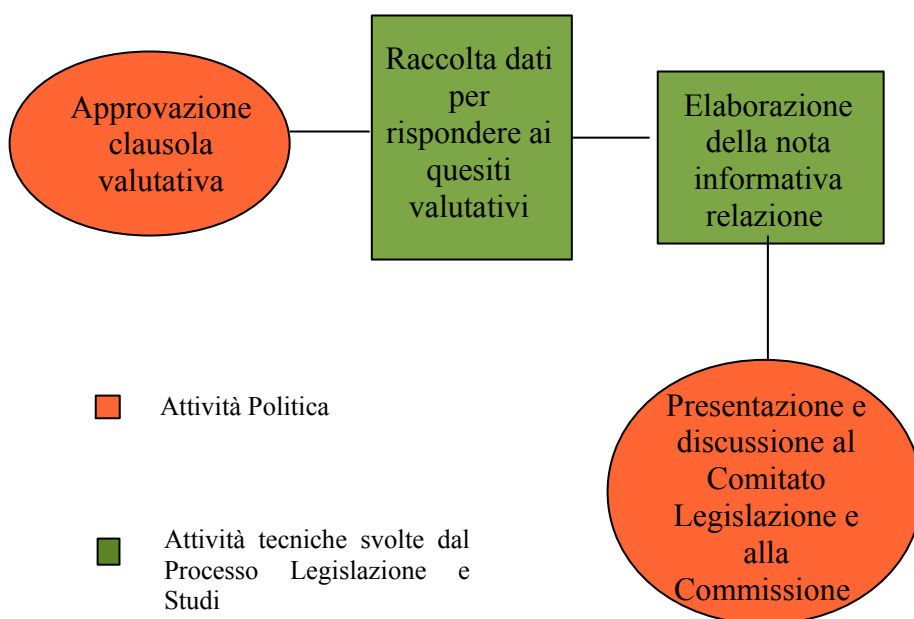 Approvazione
clausola
valutativa
Raccolta dati
per
rispondere ai
quesiti
valutativi
Elaborazione
della nota
informativa
relazione
Presentazione e
discussione al
Comitato
Legislazione e
alla
Commissione
Attività Politica
Attività tecniche svolte dal
Processo Legislazione e
Studi